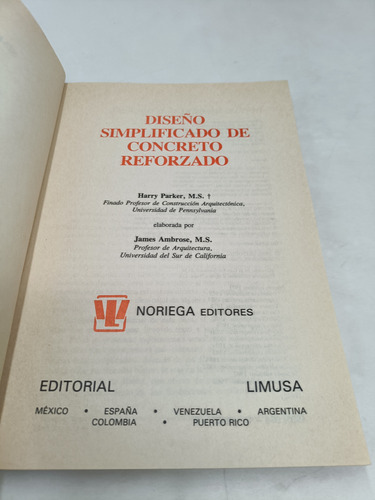 DISEÑO
SIMPLIFICADO DE
CONCRETO
REFORZADO
Harry Parker, M.S. †
Finado Profesor de Construcción Arquitectónica,
Universidad de Pennsylvania
elaborada por
James Ambrose, M.S.
Profesor de Arquitectura,
Universidad del Sur de California
NORIEGA EDITORES
EDITORIAL LIMUSA
MÉXICO • ESPAÑA • VENEZUELA • ARGENTINA
COLOMBIA • PUERTO RICO